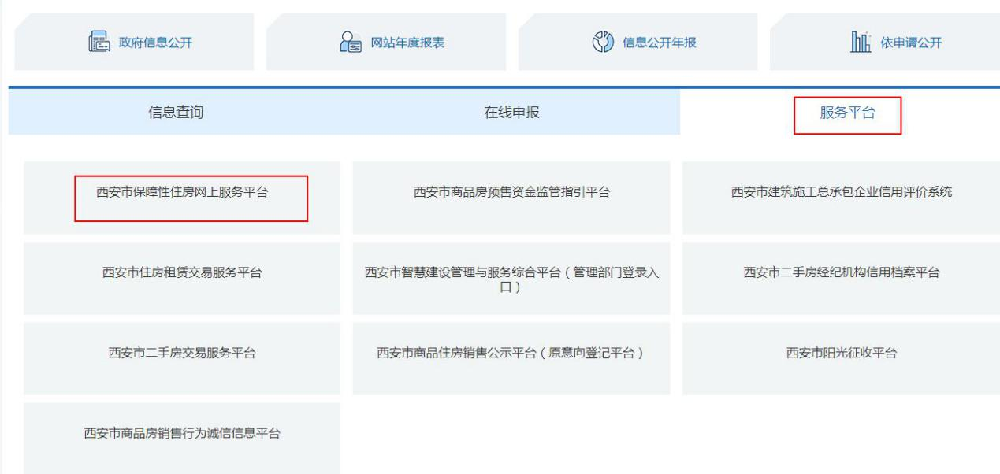 政府信息公开
网站年度报表
信息公开年报
依申请公开
信息查询
在线申报
服务平台
西安市保障性住房网上服务平台
西安市商品房预售资金监管指引平台
西安市建筑施工总承包企业信用评价系统
西安市住房租赁交易服务平台
西安市智慧建设管理与服务综合平台（管理部门登录入
口）
西安市二手房经纪机构信用档案平台
西安市二手房交易服务平台
西安市商品住房销售公示平台（原意向登记平台）
西安市阳光征收平台
西安市商品房销售行为诚信信息平台